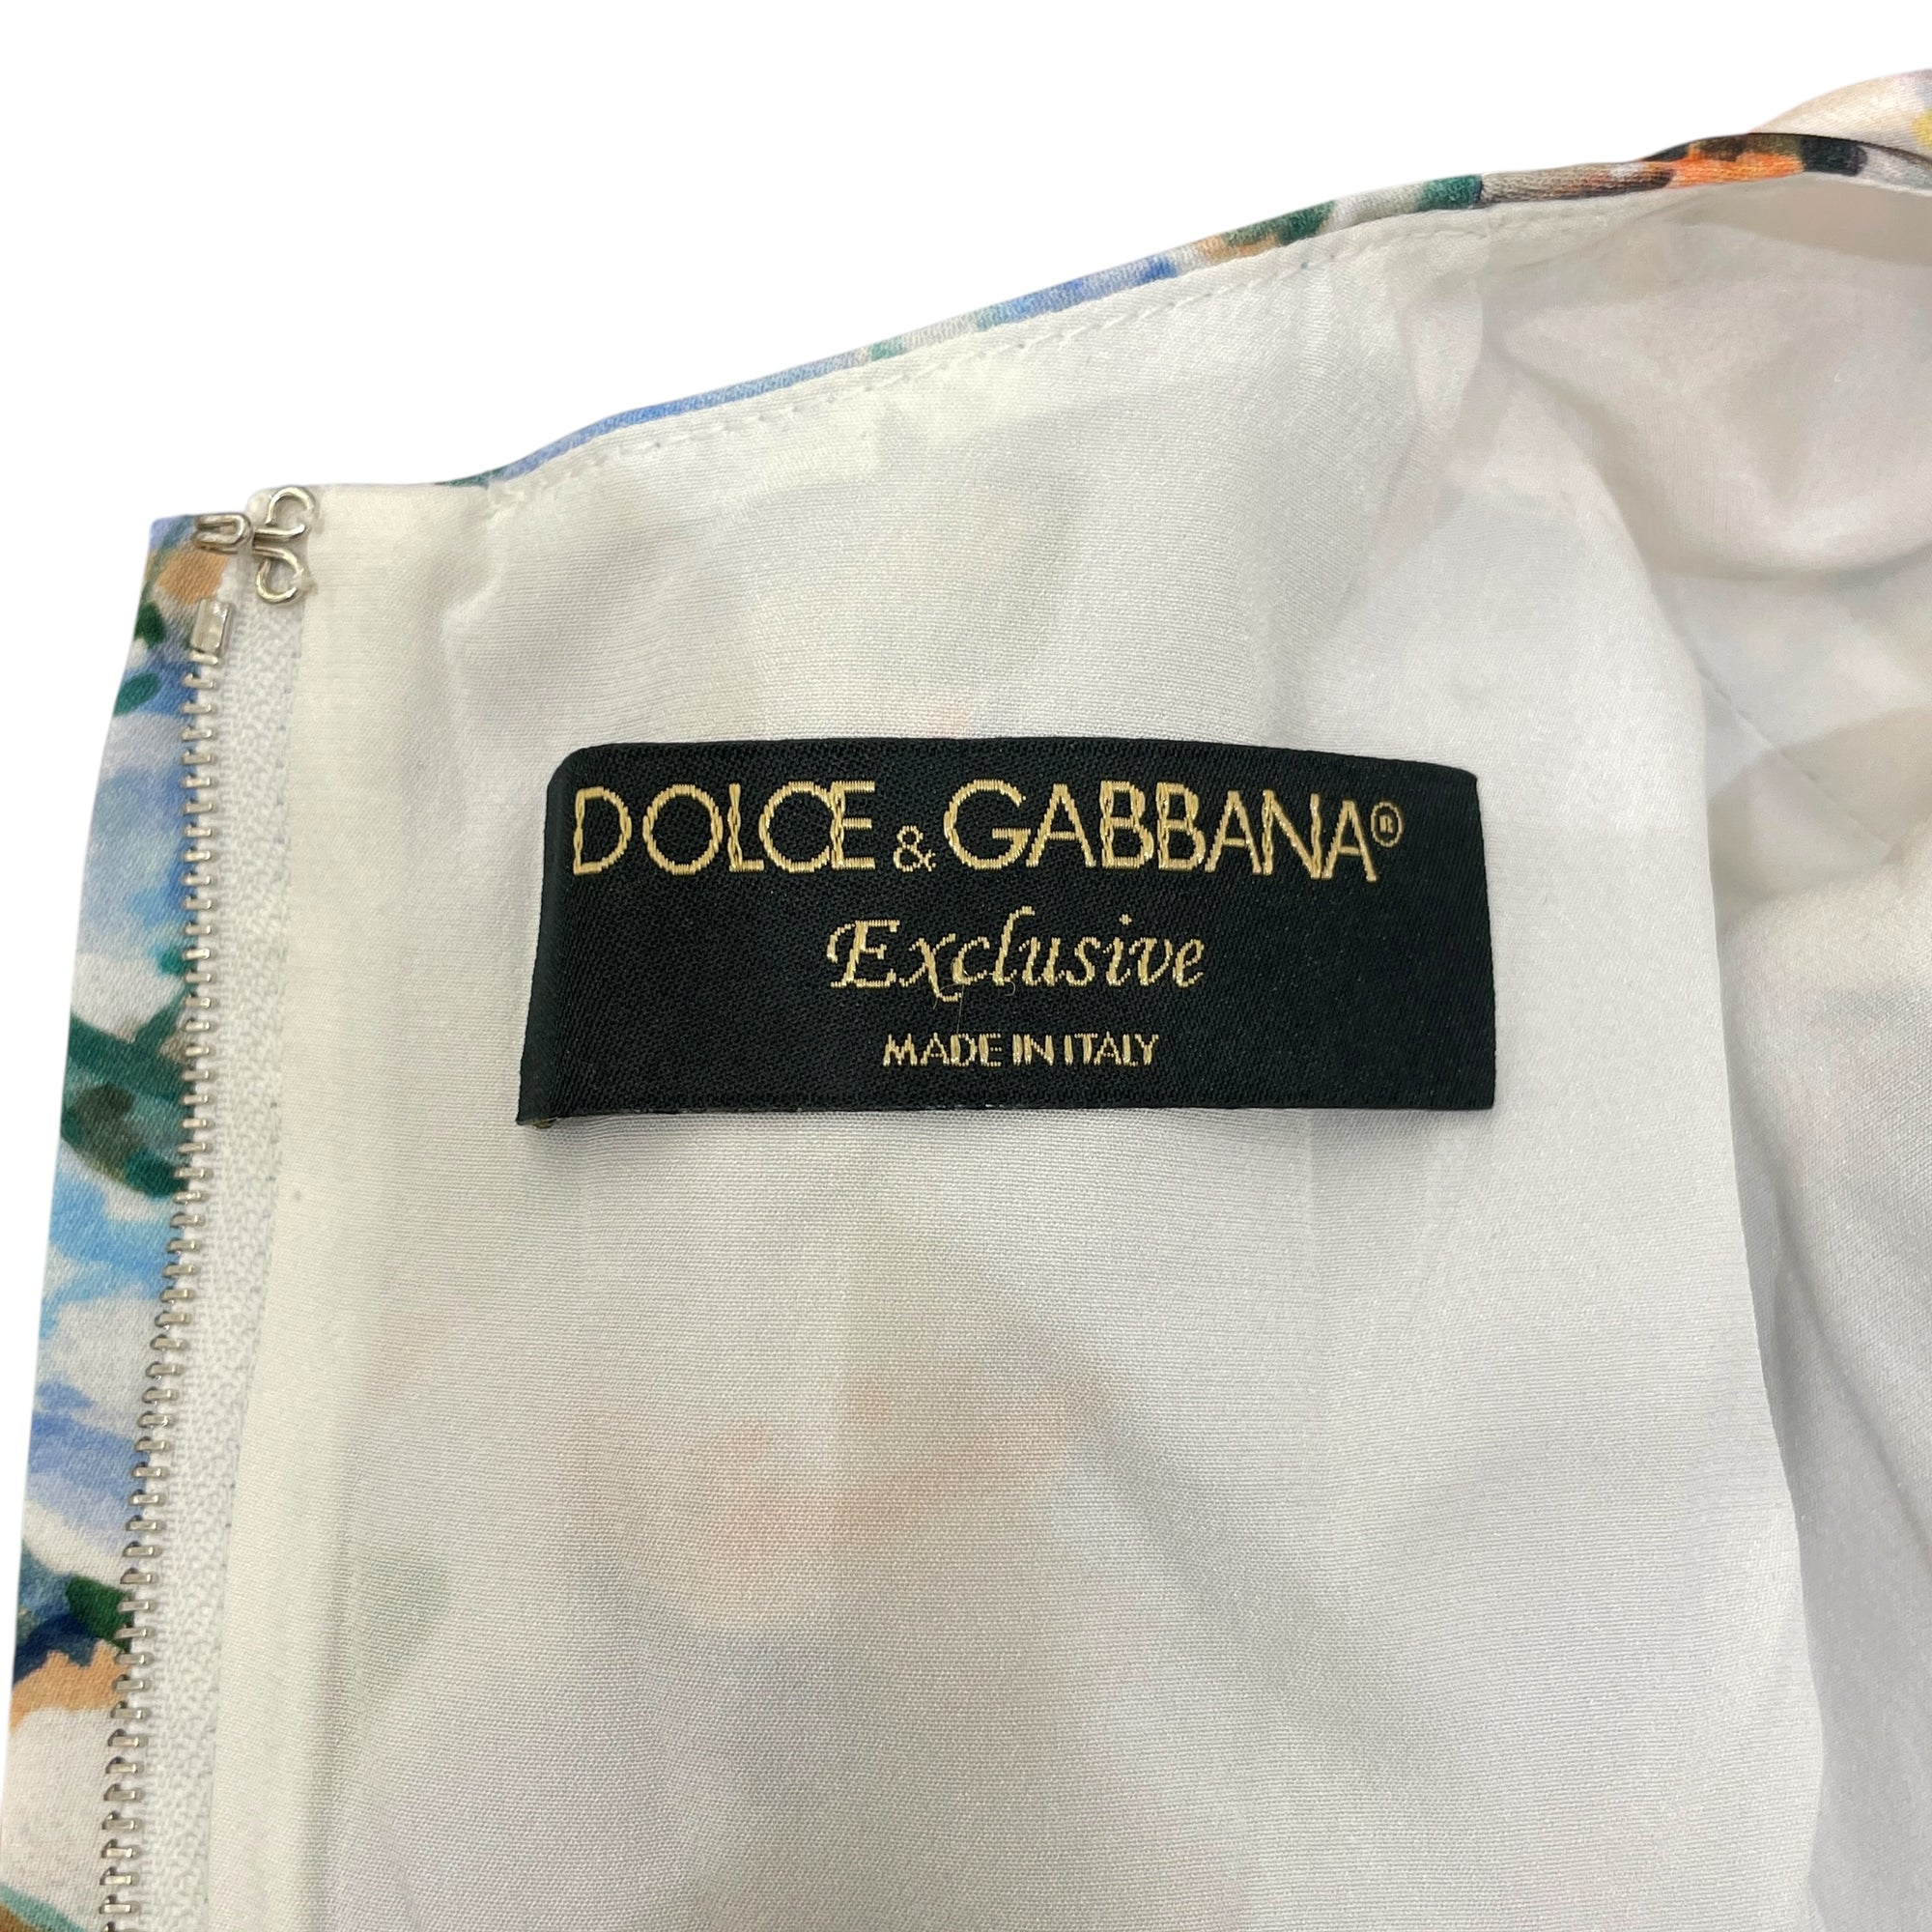 DOLCE & GABBANA®
Exclusive
MADE IN ITALY